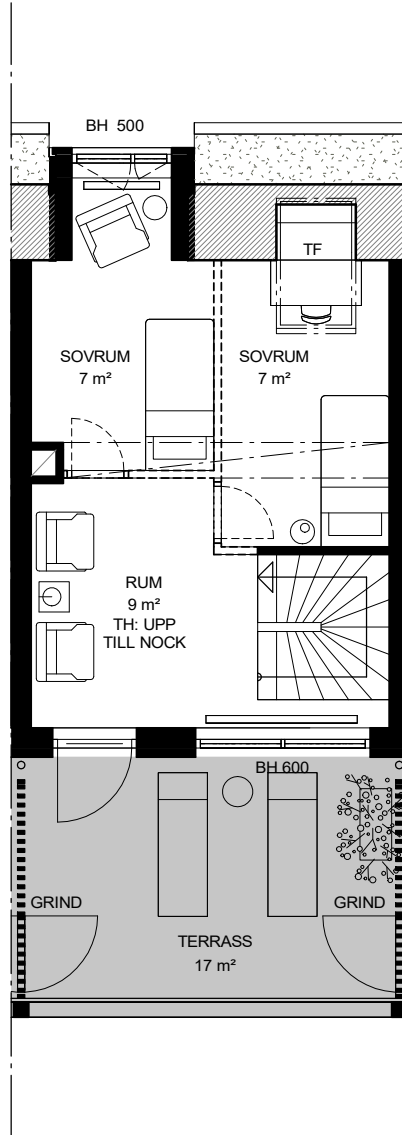 BH 500
TF
SOVRUM
7 m²
SOVRUM
7 m²
RUM
9 m²
TH: UPP
TILL NOCK
BH 600
GRIND
GRIND
TERRASS
17 m²